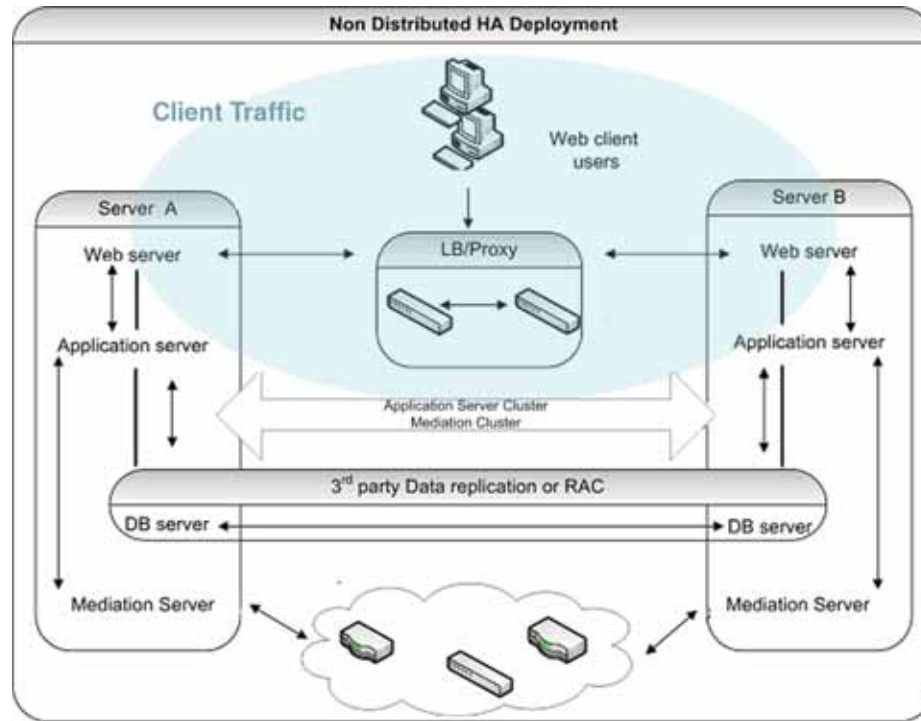 Non Distributed HA Deployment
Client Traffic
Web client
users
Server A
Server B
LB/Proxy
Web server
Web server
Application server
Application server
Application Server Cluster
Mediation Cluster
3rd party Data replication or RAC
DB server
DB server
Mediation Server
Mediation Server